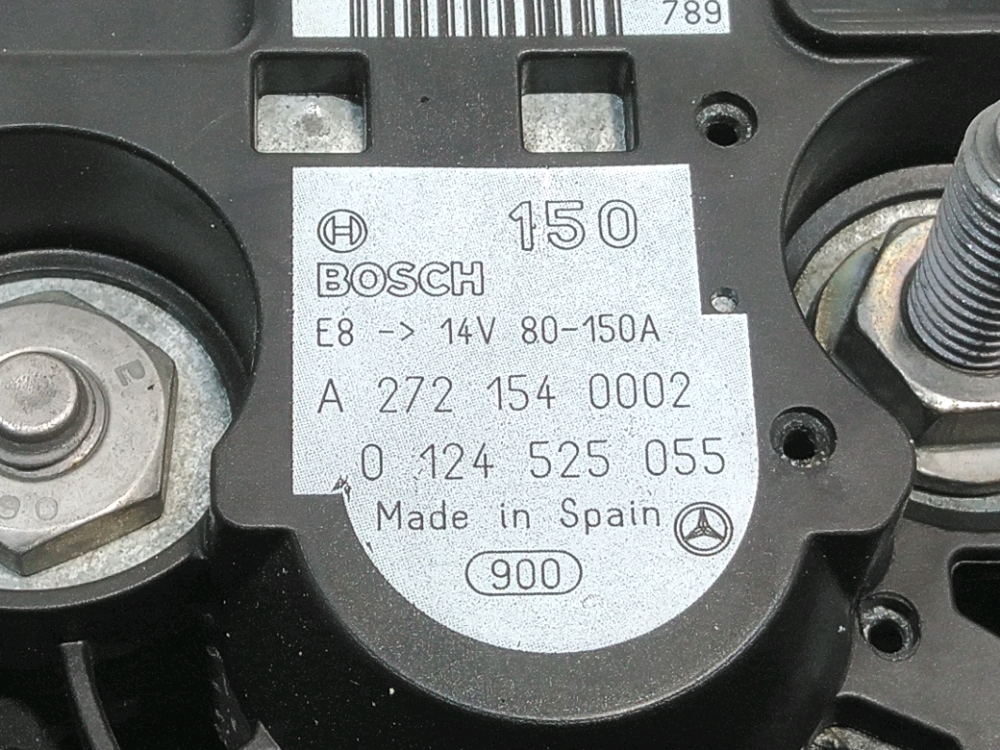 789
150
BOSCH
E8 -> 14V 80-150A
A 272 154 0002
0 124 525 055
Made in Spain
900